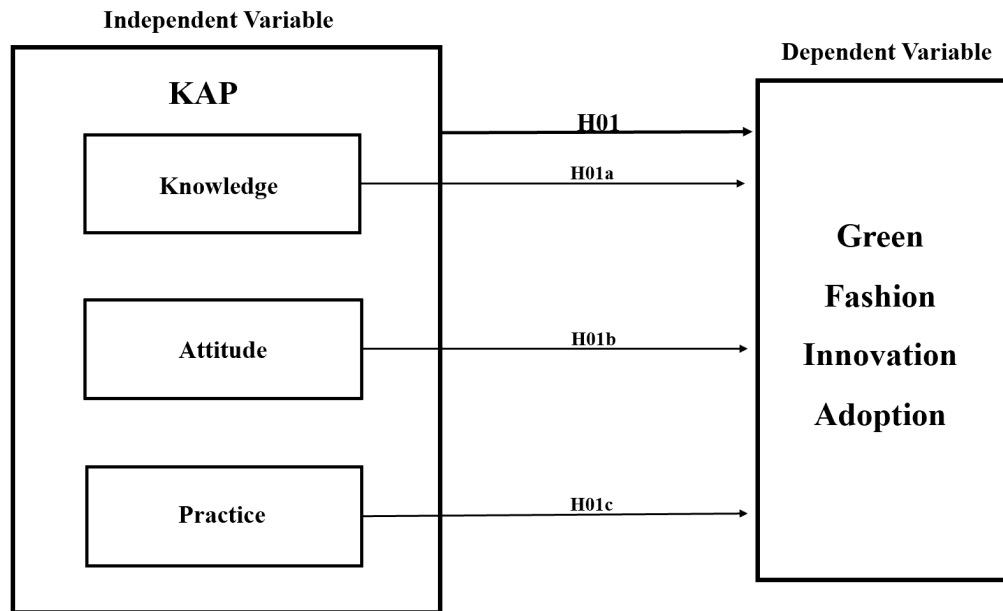 Independent Variable
Dependent Variable
KAP
H01
Knowledge
H01a
Green
Fashion
Innovation
Adoption
Attitude
H01b
Practice
H01c